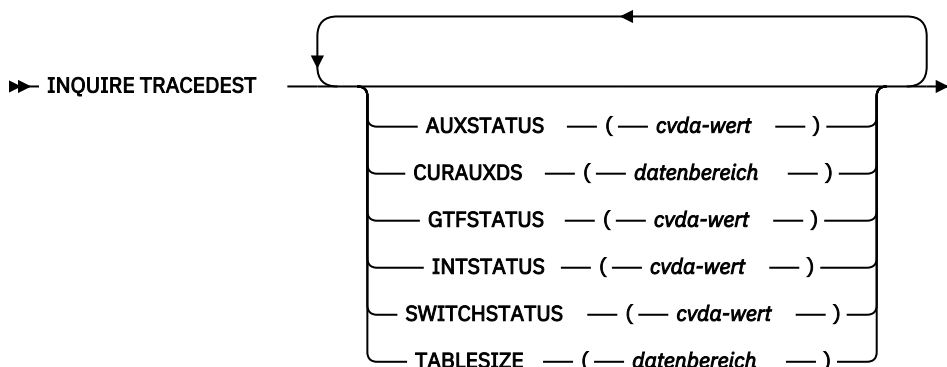 INQUIRE TRACEDEST
AUXSTATUS ( cvda-wert )
CURAUXDS ( datenbereich )
GTFSTATUS ( cvda-wert )
INTSTATUS ( cvda-wert )
SWITCHSTATUS ( cvda-wert )
TABLESIZE ( datenbereich )